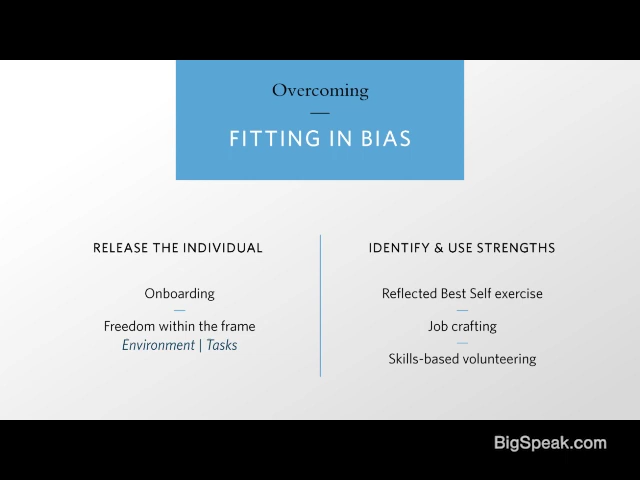 Overcoming
FITTING IN BIAS
RELEASE THE INDIVIDUAL
Onboarding
Freedom within the frame
Environment | Tasks
IDENTIFY & USE STRENGTHS
Reflected Best Self exercise
Job crafting
Skills-based volunteering
BigSpeak.com